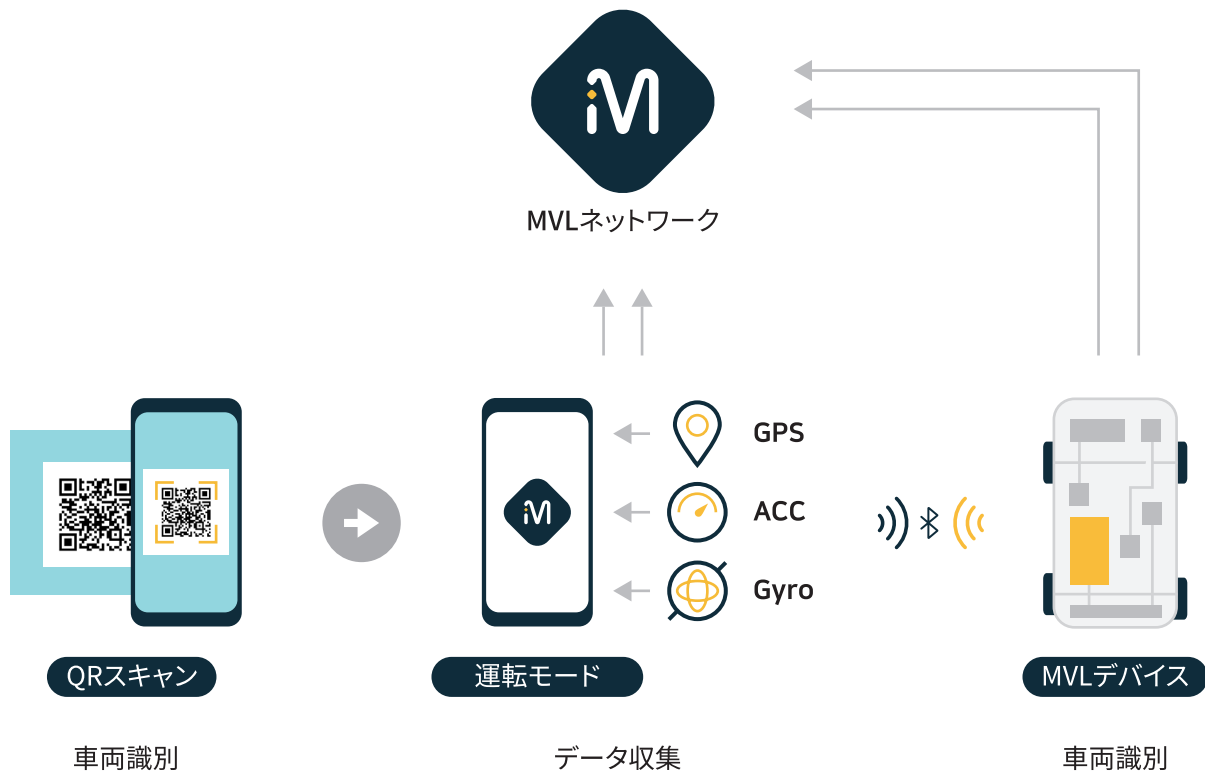 MVLネットワーク
GPS
ACC
Gyro
QRスキャン
運転モード
MVLデバイス
車両識別
データ収集
車両識別